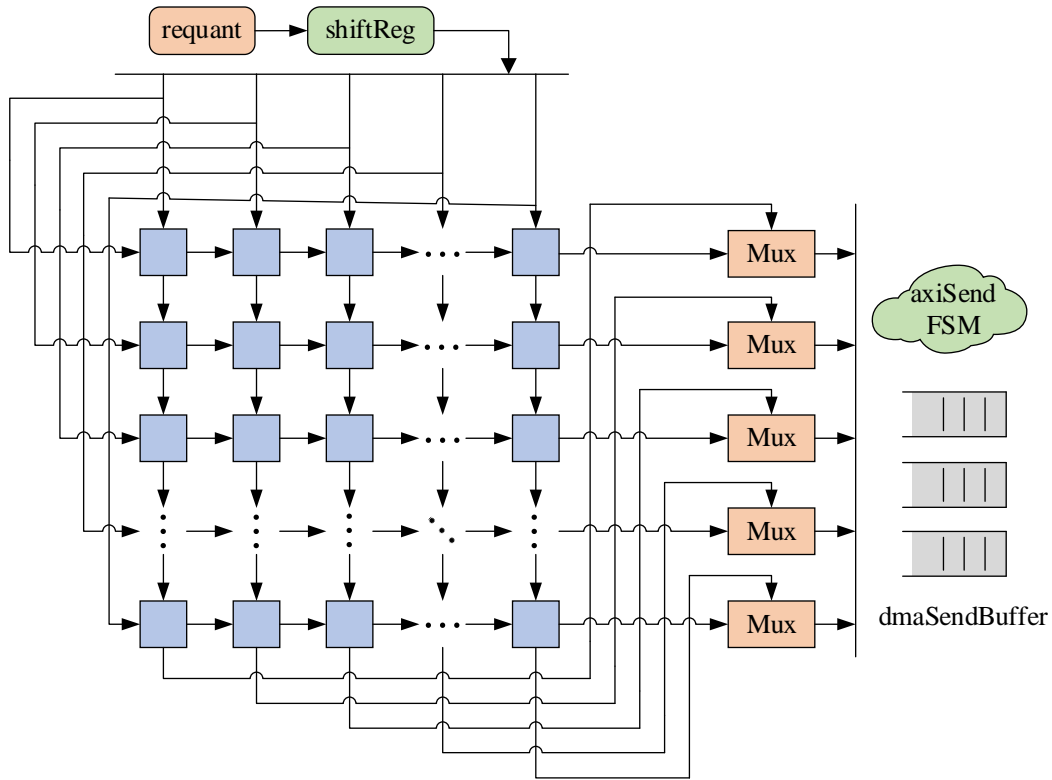 requant
shiftReg
Mux
axiSend
FSM
Mux
Mux
Mux
Mux
dmaSendBuffer